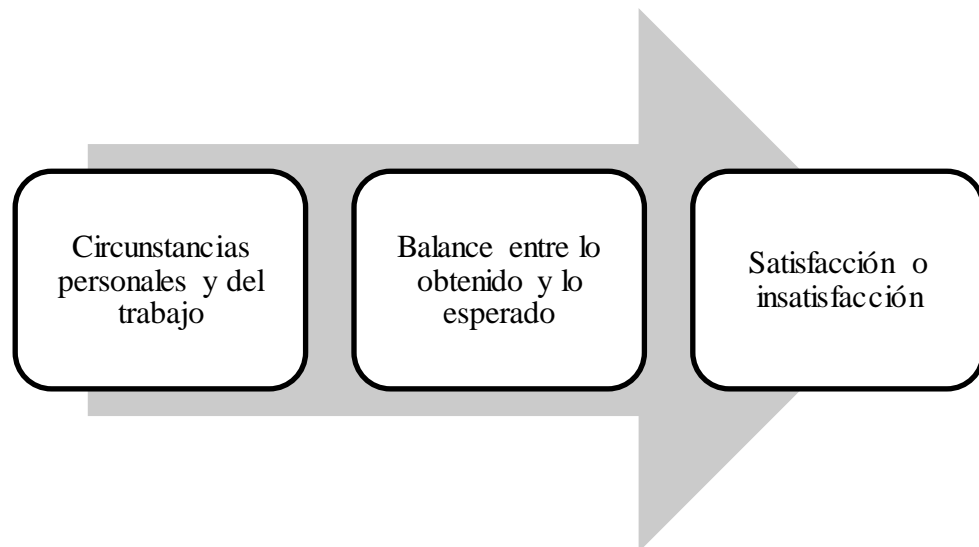 Circunstancias
personales y del
trabajo
Balance entre lo
obtenido y lo
esperado
Satisfacción o
insatisfacción